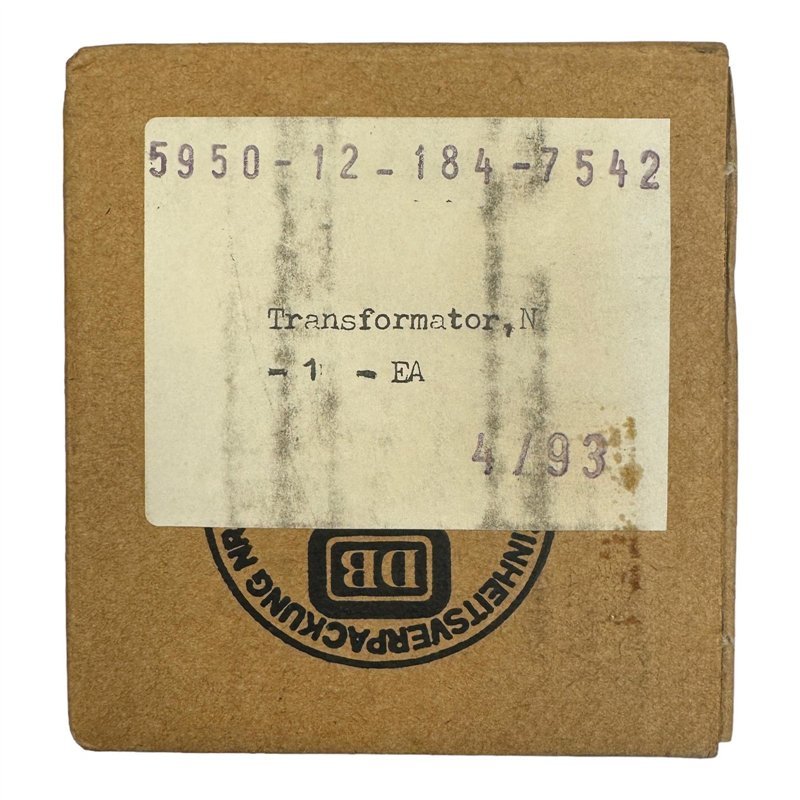 5950-12-184-7542
Transformator,N
- 1 - EA
4/93
DB
EINHEITSVERPACKUNG NR